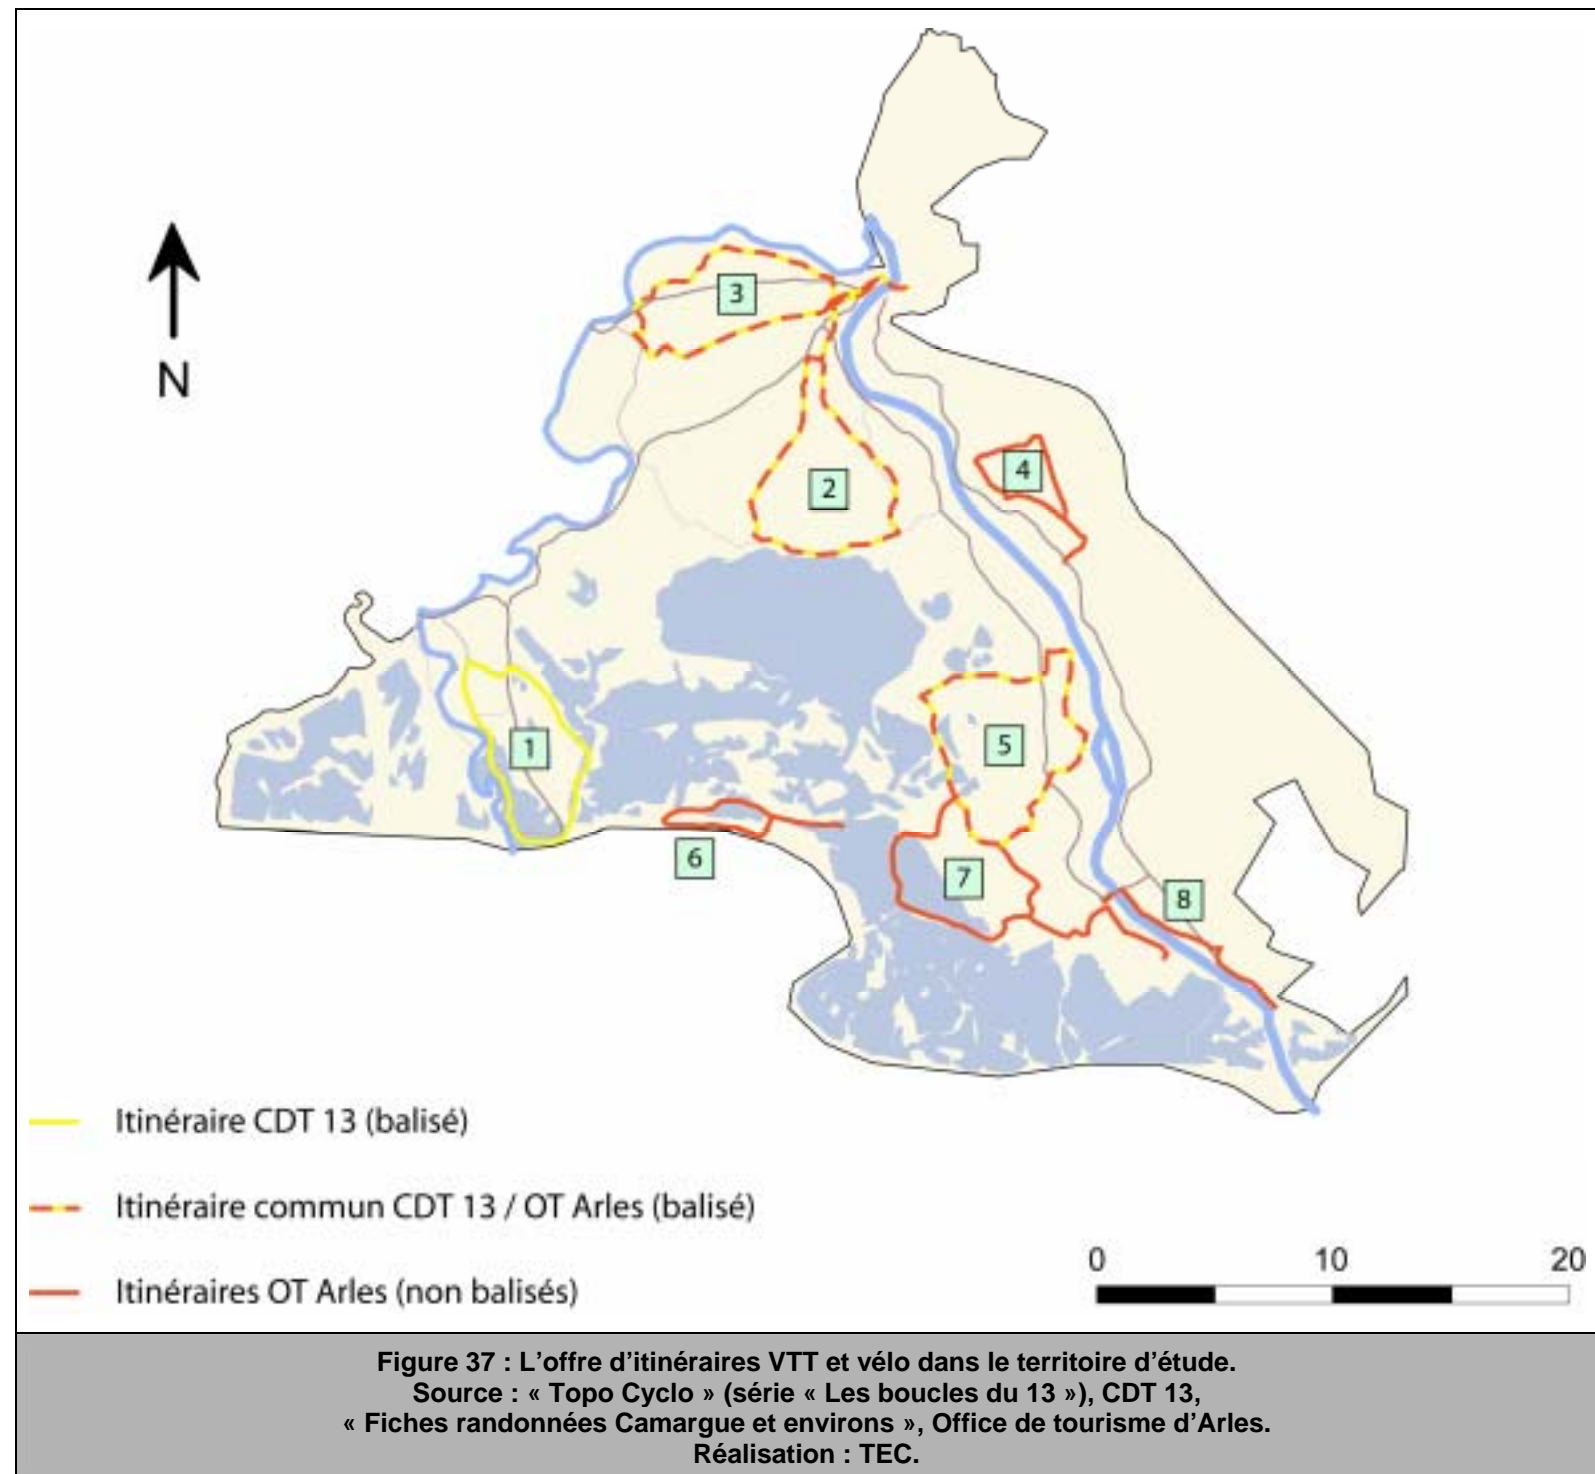 3
N
4
2
1
5
6
7
8
Itinéraire CDT 13 (balisé)
Itinéraire commun CDT 13 / OT Arles (balisé)
Itinéraires OT Arles (non balisés)
0 10 20
Figure 37 : L'offre d'itinéraires VTT et vélo dans le territoire d'étude.
Source : « Topo Cyclo » (série « Les boucles du 13 »), CDT 13,
« Fiches randonnées Camargue et environs », Office de tourisme d'Arles.
Réalisation : TEC.